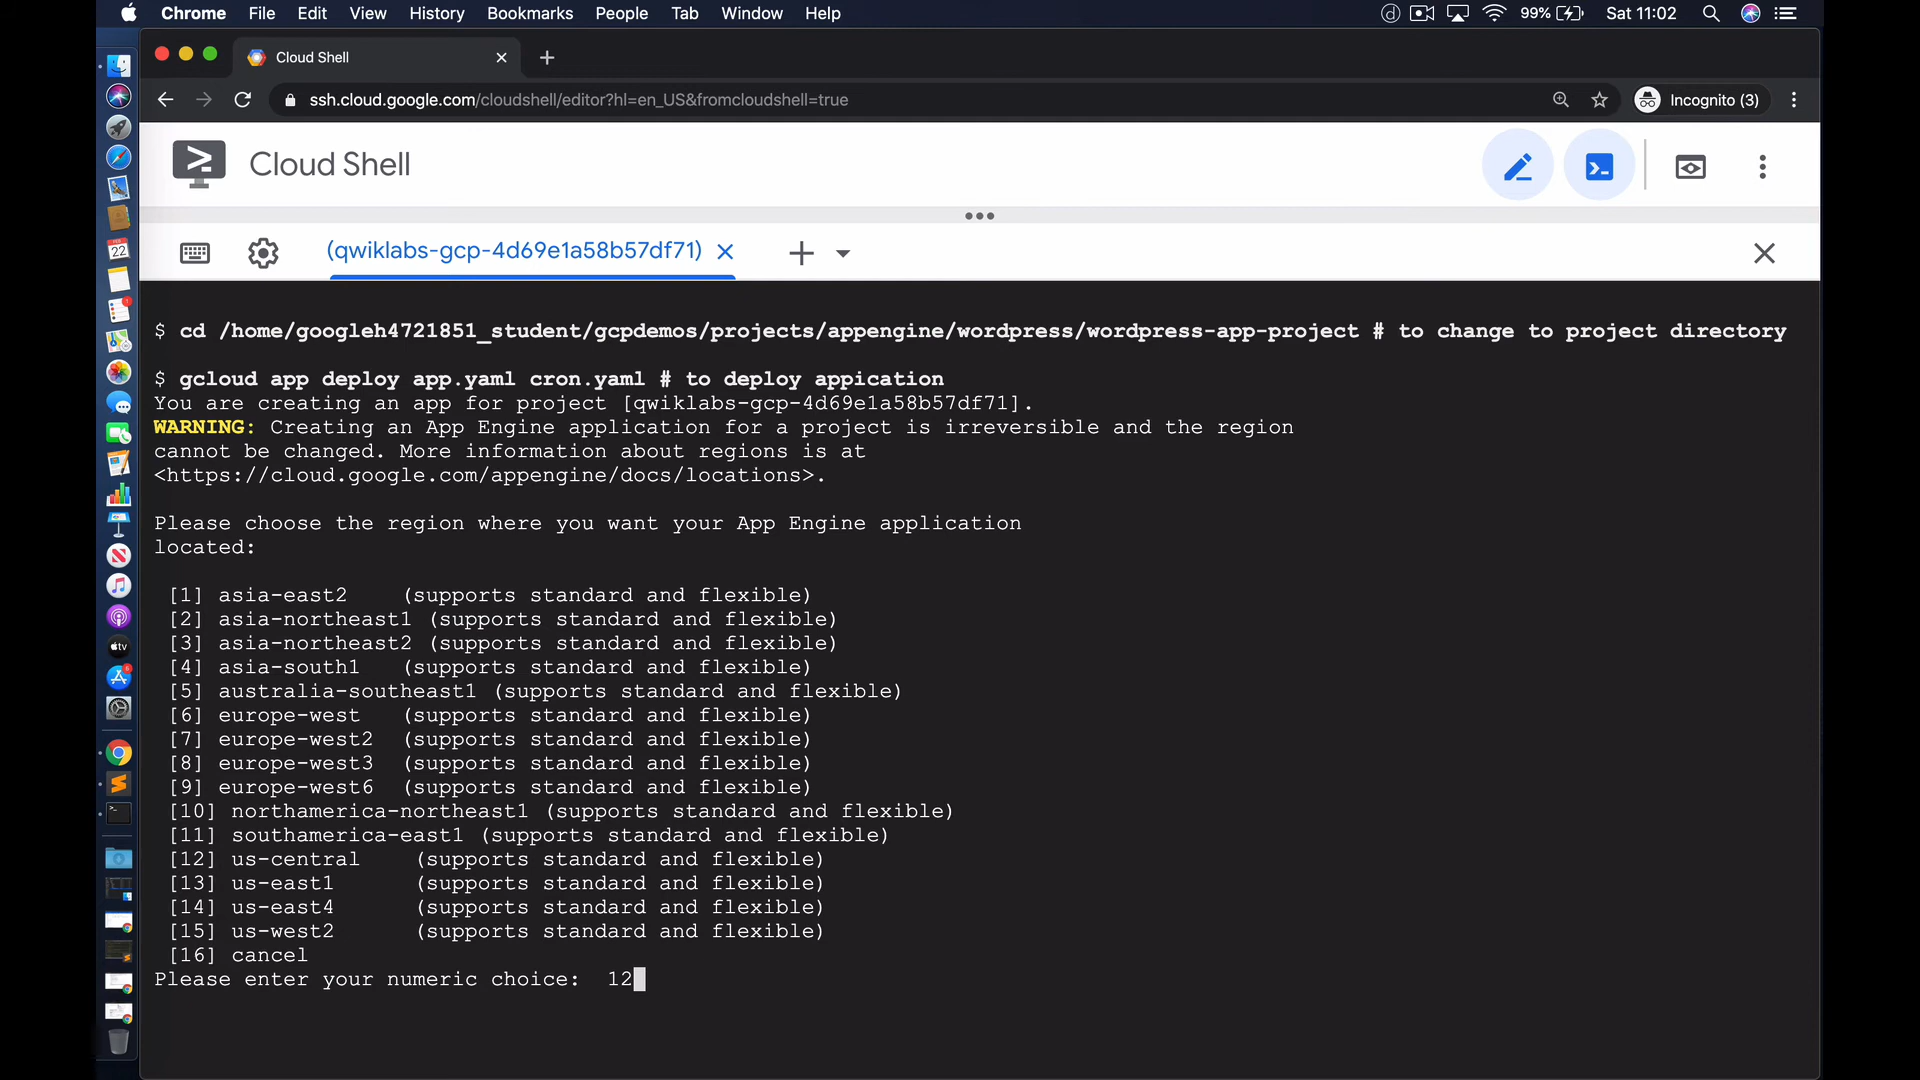 Chrome File Edit View History Bookmarks People Tab Window Help 99% Sat 11:02
Cloud Shell
ssh.cloud.google.com/cloudshell/editor?hl=en_US&fromcloudshell=true Incognito (3)
Cloud Shell
(qwiklabs-gcp-4d69e1a58b57df71)
$ cd /home/googleh4721851_student/gcpdemos/projects/appengine/wordpress/wordpress-app-project # to change to project directory
$ gcloud app deploy app.yaml cron.yaml # to deploy appication
You are creating an app for project [qwiklabs-gcp-4d69e1a58b57df71].
WARNING: Creating an App Engine application for a project is irreversible and the region
cannot be changed. More information about regions is at
<https://cloud.google.com/appengine/docs/locations>.
Please choose the region where you want your App Engine application
located:
[1] asia-east2 (supports standard and flexible)
[2] asia-northeast1 (supports standard and flexible)
[3] asia-northeast2 (supports standard and flexible)
[4] asia-south1 (supports standard and flexible)
[5] australia-southeast1 (supports standard and flexible)
[6] europe-west (supports standard and flexible)
[7] europe-west2 (supports standard and flexible)
[8] europe-west3 (supports standard and flexible)
[9] europe-west6 (supports standard and flexible)
[10] northamerica-northeast1 (supports standard and flexible)
[11] southamerica-east1 (supports standard and flexible)
[12] us-central (supports standard and flexible)
[13] us-east1 (supports standard and flexible)
[14] us-east4 (supports standard and flexible)
[15] us-west2 (supports standard and flexible)
[16] cancel
Please enter your numeric choice: 12
FEB
22
tv